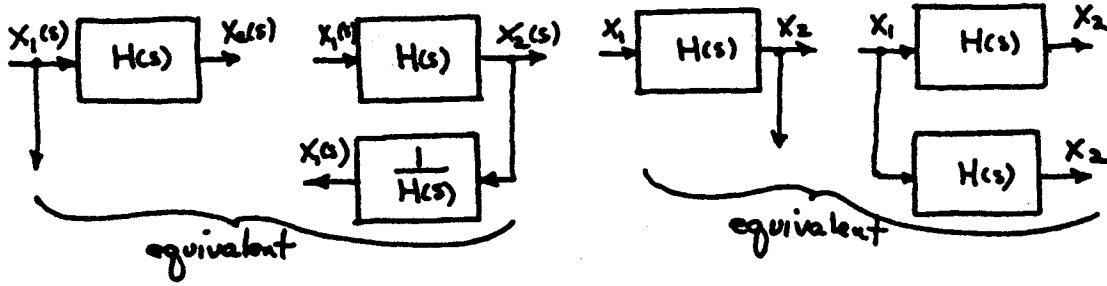 X₁(s) H(s) X₂(s)
X₁(s) H(s) X₂(s)
X₁(s) 1/H(s)
equivalent
X₁ H(s) X₂
X₁ H(s) X₂
H(s) X₂
equivalent